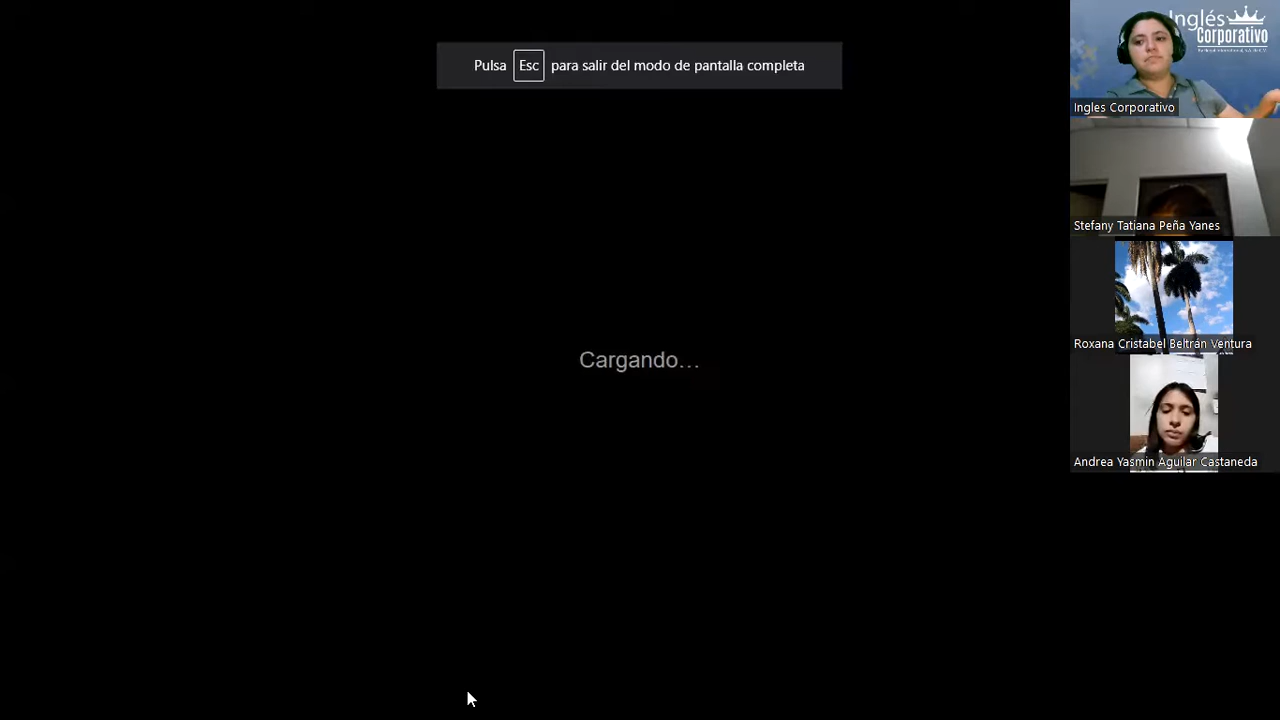 Pulsa Esc para salir del modo de pantalla completa
Cargando...
Inglés
Corporativo
Ingles Corporativo
Stefany Tatiana Peña Yanes
Roxana Cristabel Beltrán Ventura
Andrea Yasmin Aguilar Castaneda